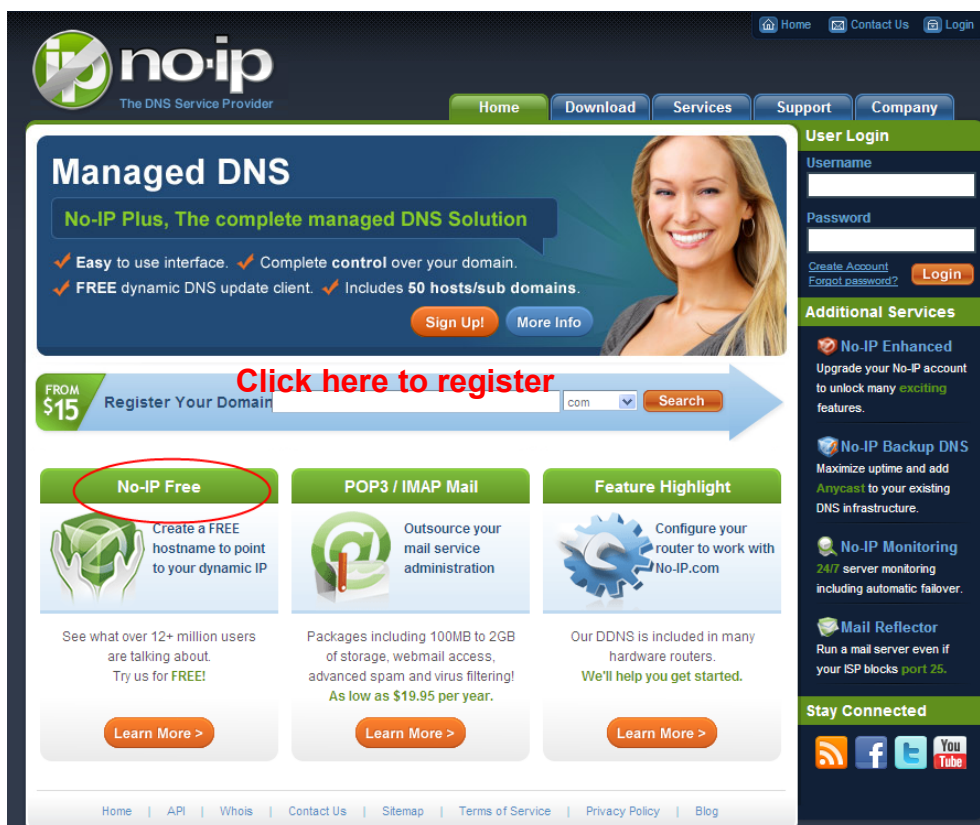 Home
Contact Us
Login
ip
no·ip
The DNS Service Provider
Home
Download
Services
Support
Company
Managed DNS
No-IP Plus, The complete managed DNS Solution
Easy to use interface. Complete control over your domain.
FREE dynamic DNS update client. Includes 50 hosts/sub domains.
Sign Up!
More Info
Click here to register
FROM
$15
Register Your Domain
com
Search
No-IP Free
Create a FREE
hostname to point
to your dynamic IP
See what over 12+ million users
are talking about.
Try us for FREE!
Learn More >
POP3 / IMAP Mail
Outsource your
mail service
administration
Packages including 100MB to 2GB
of storage, webmail access,
advanced spam and virus filtering!
As low as $19.95 per year.
Learn More >
Feature Highlight
Configure your
router to work with
No-IP.com
Our DDNS is included in many
hardware routers.
We'll help you get started.
Learn More >
User Login
Username
Password
Create Account
Forgot password?
Login
Additional Services
No-IP Enhanced
Upgrade your No-IP account
to unlock many exciting
features.
No-IP Backup DNS
Maximize uptime and add
Anycast to your existing
DNS infrastructure.
No-IP Monitoring
24/7 server monitoring
including automatic failover.
Mail Reflector
Run a mail server even if
your ISP blocks port 25.
Stay Connected
f
t
You
Tube
Home | API | Whois | Contact Us | Sitemap | Terms of Service | Privacy Policy | Blog